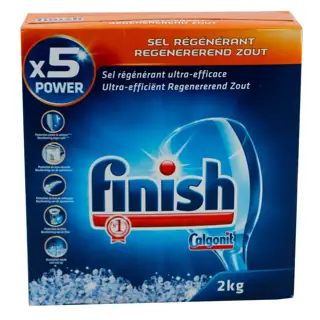 SEL RÉGÉNÉRANT
REGENEREREND ZOUT
x5
POWER
Sel régénérant ultra-efficace
Ultra-efficiënt Regenererend Zout
finish
#1
Calgonit
2kg